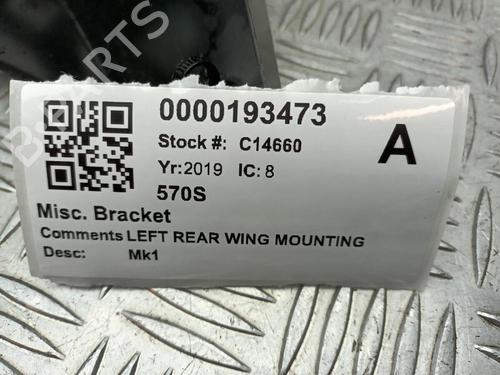 0000193473
Stock #: C14660
A
Yr:2019 IC: 8
570S
Misc. Bracket
Comments LEFT REAR WING MOUNTING
Desc: Mk1